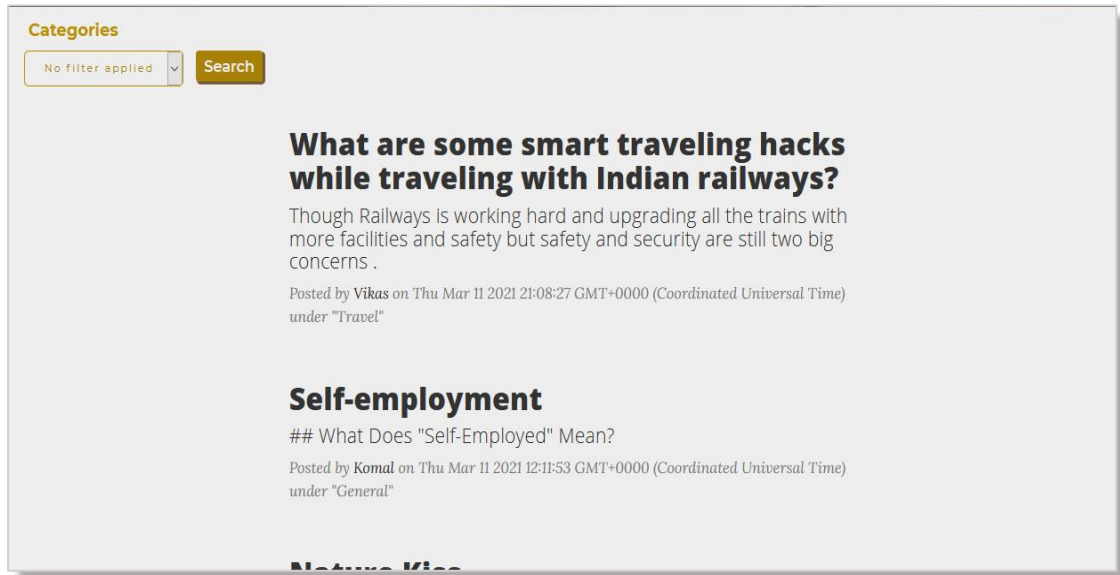 Categories
No filter applied
Search
What are some smart traveling hacks
while traveling with Indian railways?
Though Railways is working hard and upgrading all the trains with
more facilities and safety but safety and security are still two big
concerns .
Posted by Vikas on Thu Mar 11 2021 21:08:27 GMT+0000 (Coordinated Universal Time)
under "Travel"
Self-employment
## What Does "Self-Employed" Mean?
Posted by Komal on Thu Mar 11 2021 12:11:53 GMT+0000 (Coordinated Universal Time)
under "General"
Nature Kiss